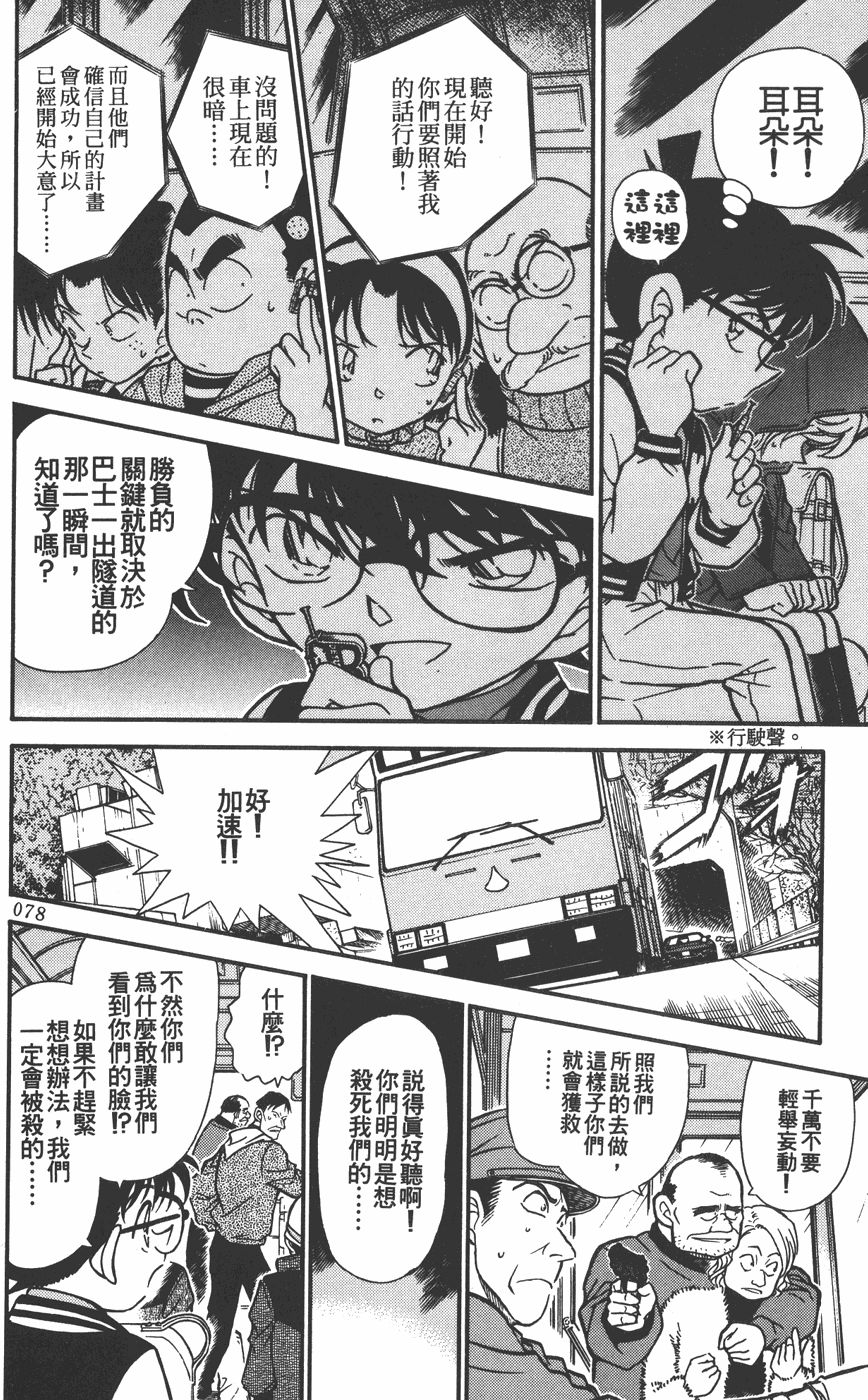 耳朵！
耳朵！
這裡
這裡
聽好！
現在開始
你們要照著我
的話行動！
沒問題的！
車上現在
很暗……
而且他們
確信自己的計畫
會成功，所以
已經開始大意了……
勝負的
關鍵就取決於
巴士一出隧道的
那一瞬間，
知道了嗎？
※行駛聲。
好！
加速!!
078
千萬不要
輕舉妄動！
照我們
所說的去做，
這樣子你們
就會獲救
……
說得眞好聽啊！
你們明明是想
殺死我們的……
什麼!?
不然你們
爲什麼敢讓我們
看到你們的臉!?
如果不趕緊
想想辦法，我們
一定會被殺的……